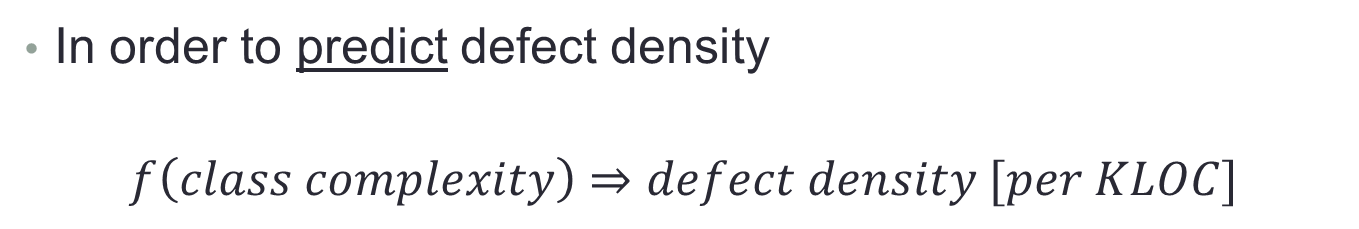 • In order to predict defect density
f(class complexity) ⇒ defect density [per KLOC]